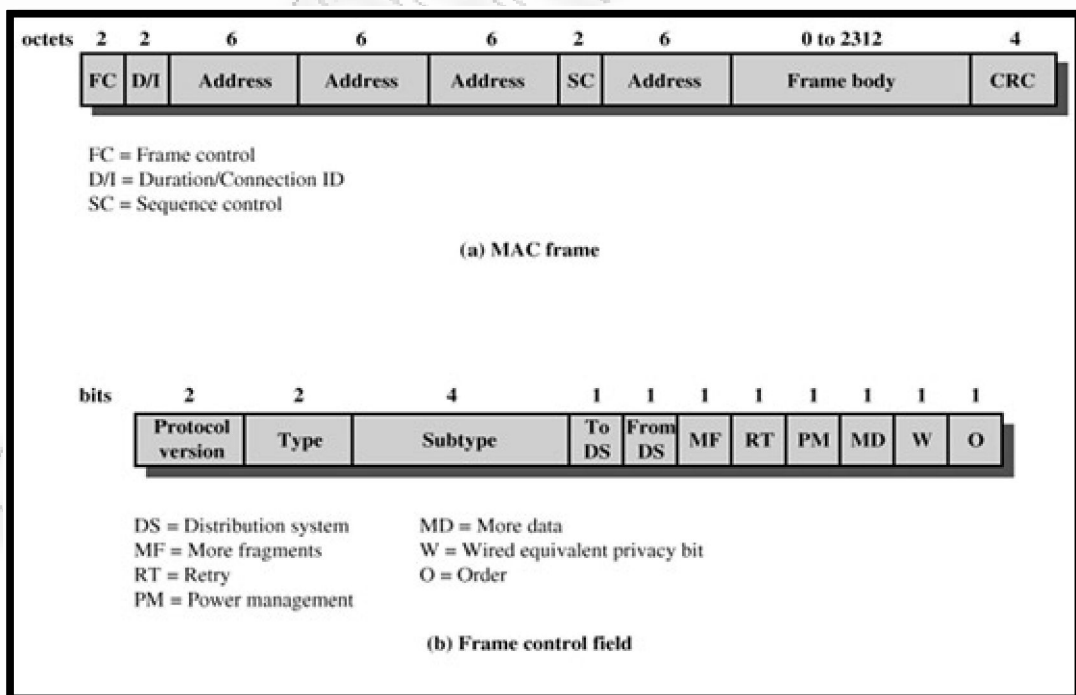 octets 2 2 6 6 6 2 6 0 to 2312 4
FC D/I Address Address Address SC Address Frame body CRC
FC = Frame control
D/I = Duration/Connection ID
SC = Sequence control
(a) MAC frame
bits 2 2 4 1 1 1 1 1 1 1 1
Protocol version Type Subtype To DS From DS MF RT PM MD W O
DS = Distribution system
MF = More fragments
RT = Retry
PM = Power management
MD = More data
W = Wired equivalent privacy bit
O = Order
(b) Frame control field